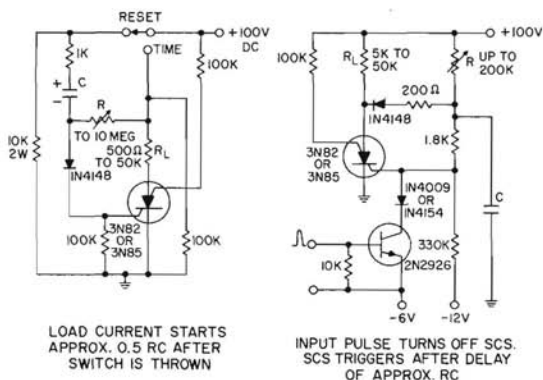 RESET
+100V
DC
TIME
1K
100K
+
C
−
R
TO 10 MEG
500Ω
TO 50K
RL
10K
2W
1N4148
3N82
OR
3N85
100K
100K
LOAD CURRENT STARTS
APPROX. 0.5 RC AFTER
SWITCH IS THROWN
+100V
100K
RL
5K TO
50K
R
UP TO
200K
200Ω
1N4148
1.8K
3N82
OR
3N85
1N4009
OR
1N4154
C
10K
2N2926
330K
-6V
-12V
INPUT PULSE TURNS OFF SCS.
SCS TRIGGERS AFTER DELAY
OF APPROX. RC